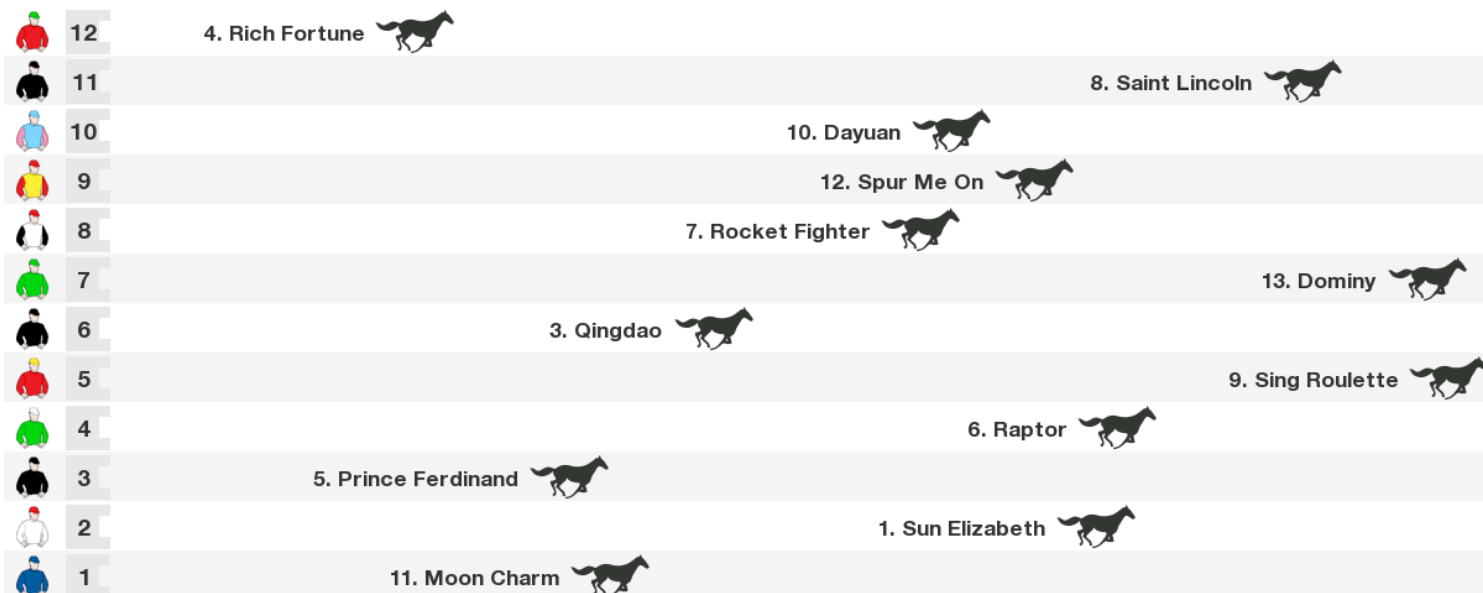 12 4. Rich Fortune
11 8. Saint Lincoln
10 10. Dayuan
9 12. Spur Me On
8 7. Rocket Fighter
7 13. Dominy
6 3. Qingdao
5 9. Sing Roulette
4 6. Raptor
3 5. Prince Ferdinand
2 1. Sun Elizabeth
1 11. Moon Charm